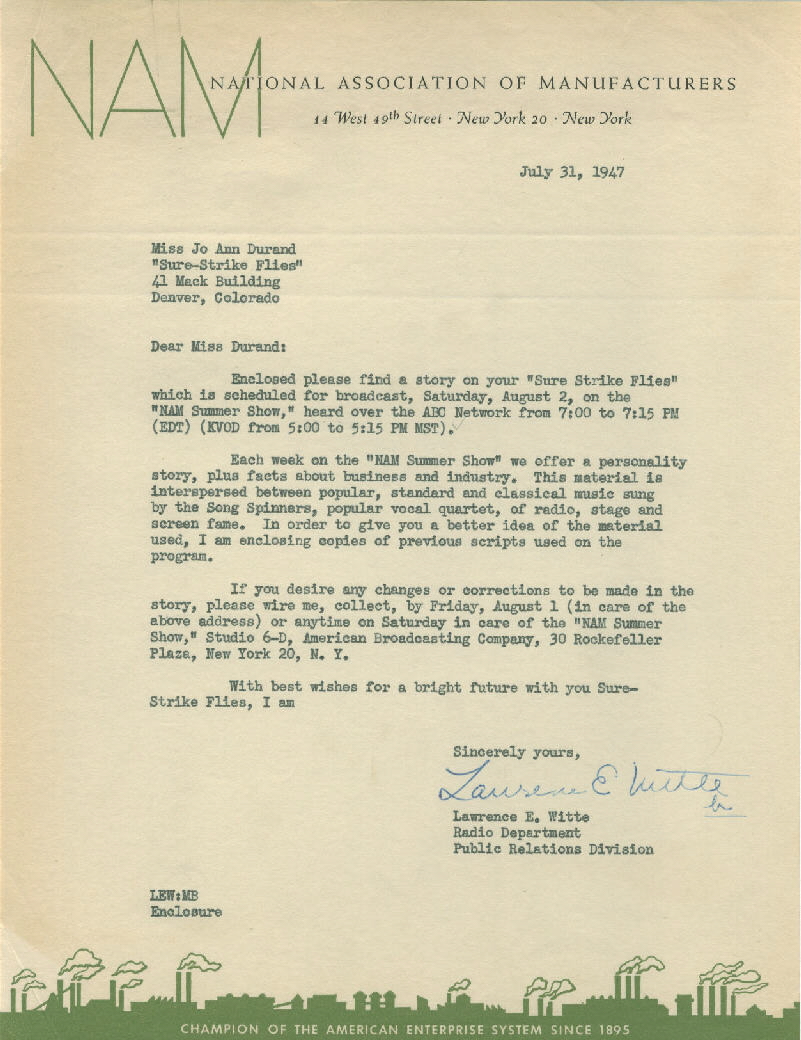 NAM
NATIONAL ASSOCIATION OF MANUFACTURERS
14 West 49th Street · New York 20 · New York
July 31, 1947
Miss Jo Ann Durand
"Sure-Strike Flies"
41 Mack Building
Denver, Colorado
Dear Miss Durand:
Enclosed please find a story on your "Sure Strike Flies"
which is scheduled for broadcast, Saturday, August 2, on the
"NAM Summer Show," heard over the ABC Network from 7:00 to 7:15 PM
(EDT) (KVOD from 5:00 to 5:15 PM MST).
Each week on the "NAM Summer Show" we offer a personality
story, plus facts about business and industry. This material is
interspersed between popular, standard and classical music sung
by the Song Spinners, popular vocal quartet, of radio, stage and
screen fame. In order to give you a better idea of the material
used, I am enclosing copies of previous scripts used on the
program.
If you desire any changes or corrections to be made in the
story, please wire me, collect, by Friday, August 1 (in care of the
above address) or anytime on Saturday in care of the "NAM Summer
Show," Studio 6-D, American Broadcasting Company, 30 Rockefeller
Plaza, New York 20, N. Y.
With best wishes for a bright future with you Sure-
Strike Flies, I am
Sincerely yours,
Lawrence E Witte
Lawrence E. Witte
Radio Department
Public Relations Division
LEW:MB
Enclosure
CHAMPION OF THE AMERICAN ENTERPRISE SYSTEM SINCE 1895